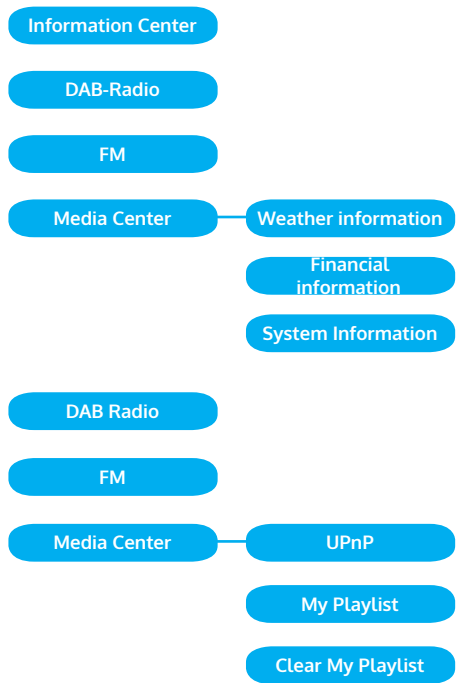 Information Center
DAB-Radio
FM
Media Center
Weather information
Financial
information
System Information
DAB Radio
FM
Media Center
UPnP
My Playlist
Clear My Playlist